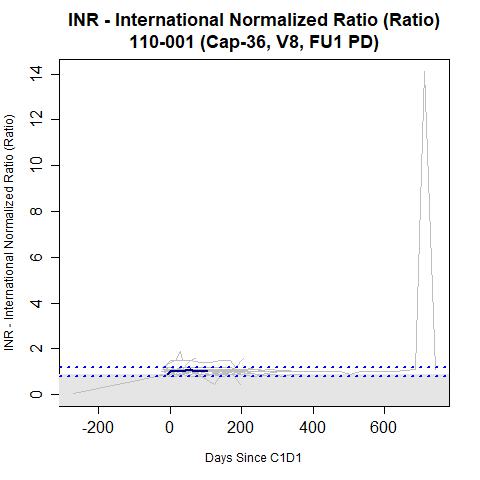 INR - International Normalized Ratio (Ratio)
110-001 (Cap-36, V8, FU1 PD)
INR - International Normalized Ratio (Ratio)
14
12
10
8
6
4
2
0
-200 0 200 400 600
Days Since C1D1